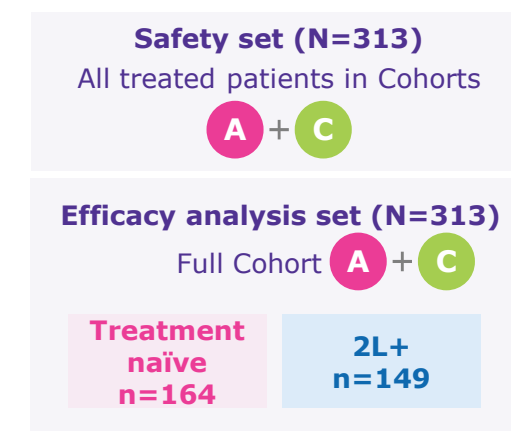 Safety set (N=313)
All treated patients in Cohorts
A + C
Efficacy analysis set (N=313)
Full Cohort A + C
Treatment
naïve
n=164
2L+
n=149